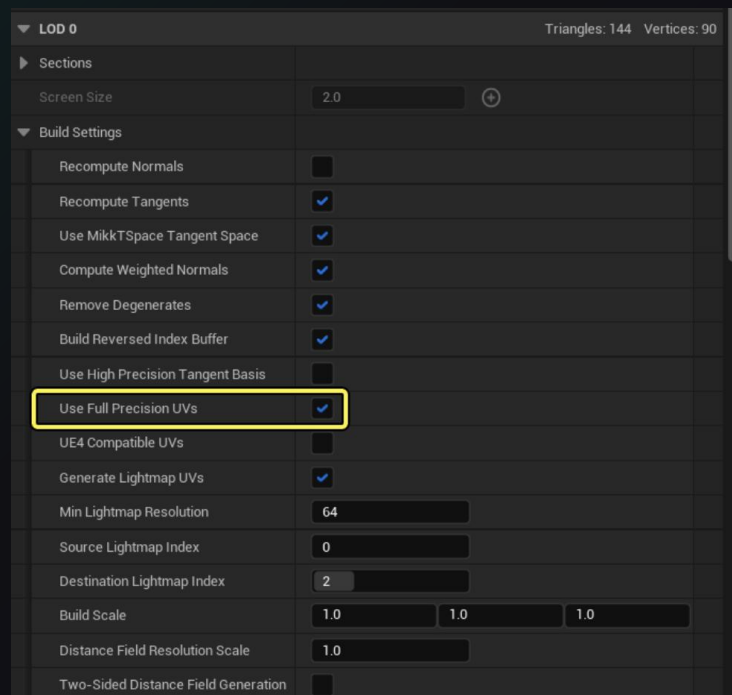 LOD 0 Triangles: 144 Vertices: 90
Sections
Screen Size 2.0
Build Settings
Recompute Normals
Recompute Tangents
Use MikkTSpace Tangent Space
Compute Weighted Normals
Remove Degenerates
Build Reversed Index Buffer
Use High Precision Tangent Basis
Use Full Precision UVs
UE4 Compatible UVs
Generate Lightmap UVs
Min Lightmap Resolution 64
Source Lightmap Index 0
Destination Lightmap Index 2
Build Scale 1.0 1.0 1.0
Distance Field Resolution Scale 1.0
Two-Sided Distance Field Generation